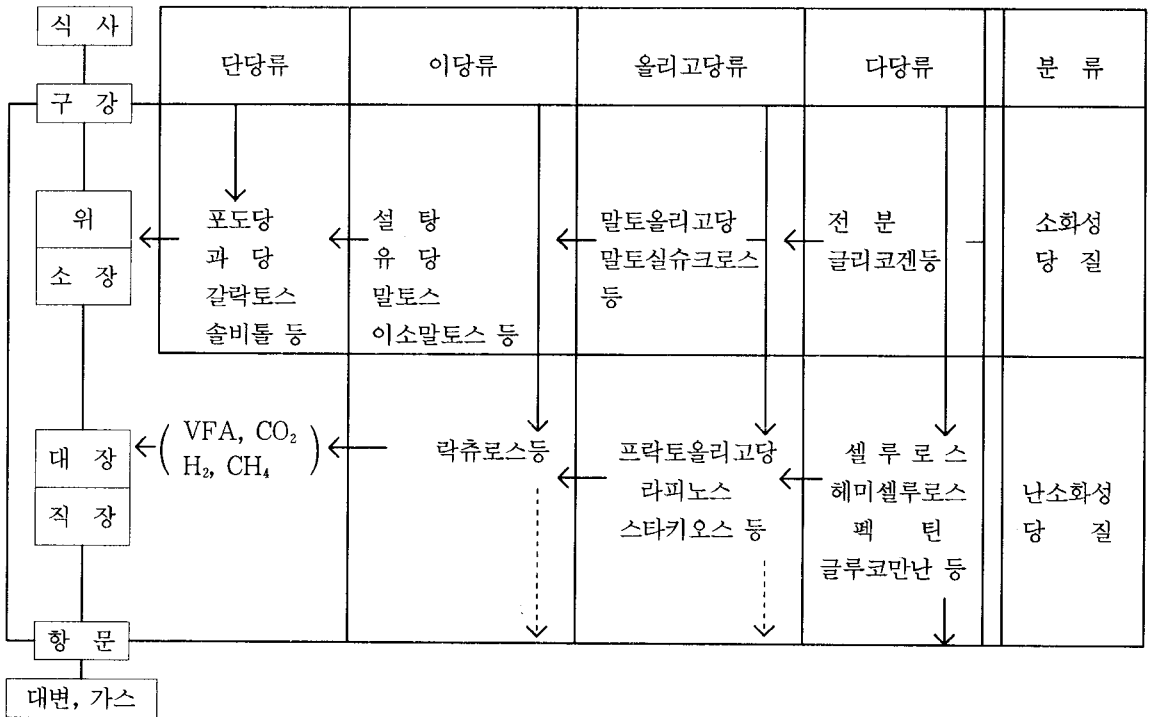 식 사
단당류
이당류
올리고당류
다당류
분 류
구 강
위
소 장
포도당
과 당
갈락토스
솔비톨 등
설 탕
유 당
말토스
이소말토스 등
말토올리고당
말토실슈크로스
등
전 분
글리코겐등
소화성
당 질
대 장
직 장
VFA, CO₂
H₂, CH₄
락츄로스등
프락토올리고당
라피노스
스타키오스 등
셀 루 로 스
헤미셀루로스
펙 틴
글루코만난 등
난소화성
당 질
항 문
대변, 가스